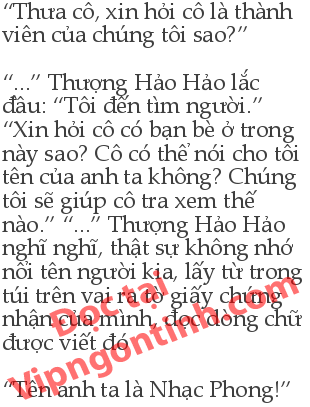 “Thưa cô, xin hỏi cô là thành
viên của chúng tôi sao?”
“...” Thượng Hảo Hảo lắc
đầu: “Tôi đến tìm người.”
“Xin hỏi cô có bạn bè ở trong
này sao? Cô có thể nói cho tôi
tên của anh ta không? Chúng
tôi sẽ giúp cô tra xem thế
nào.” “...” Thượng Hảo Hảo
nghĩ nghĩ, thật sự không nhớ
nổi tên người kia, lấy từ trong
túi trên vai ra tờ giấy chứng
nhận của mình, đọc dòng chữ
được viết đó
“Tên anh ta là Nhạc Phong!”
Đọc tại
Vipngontinh.com